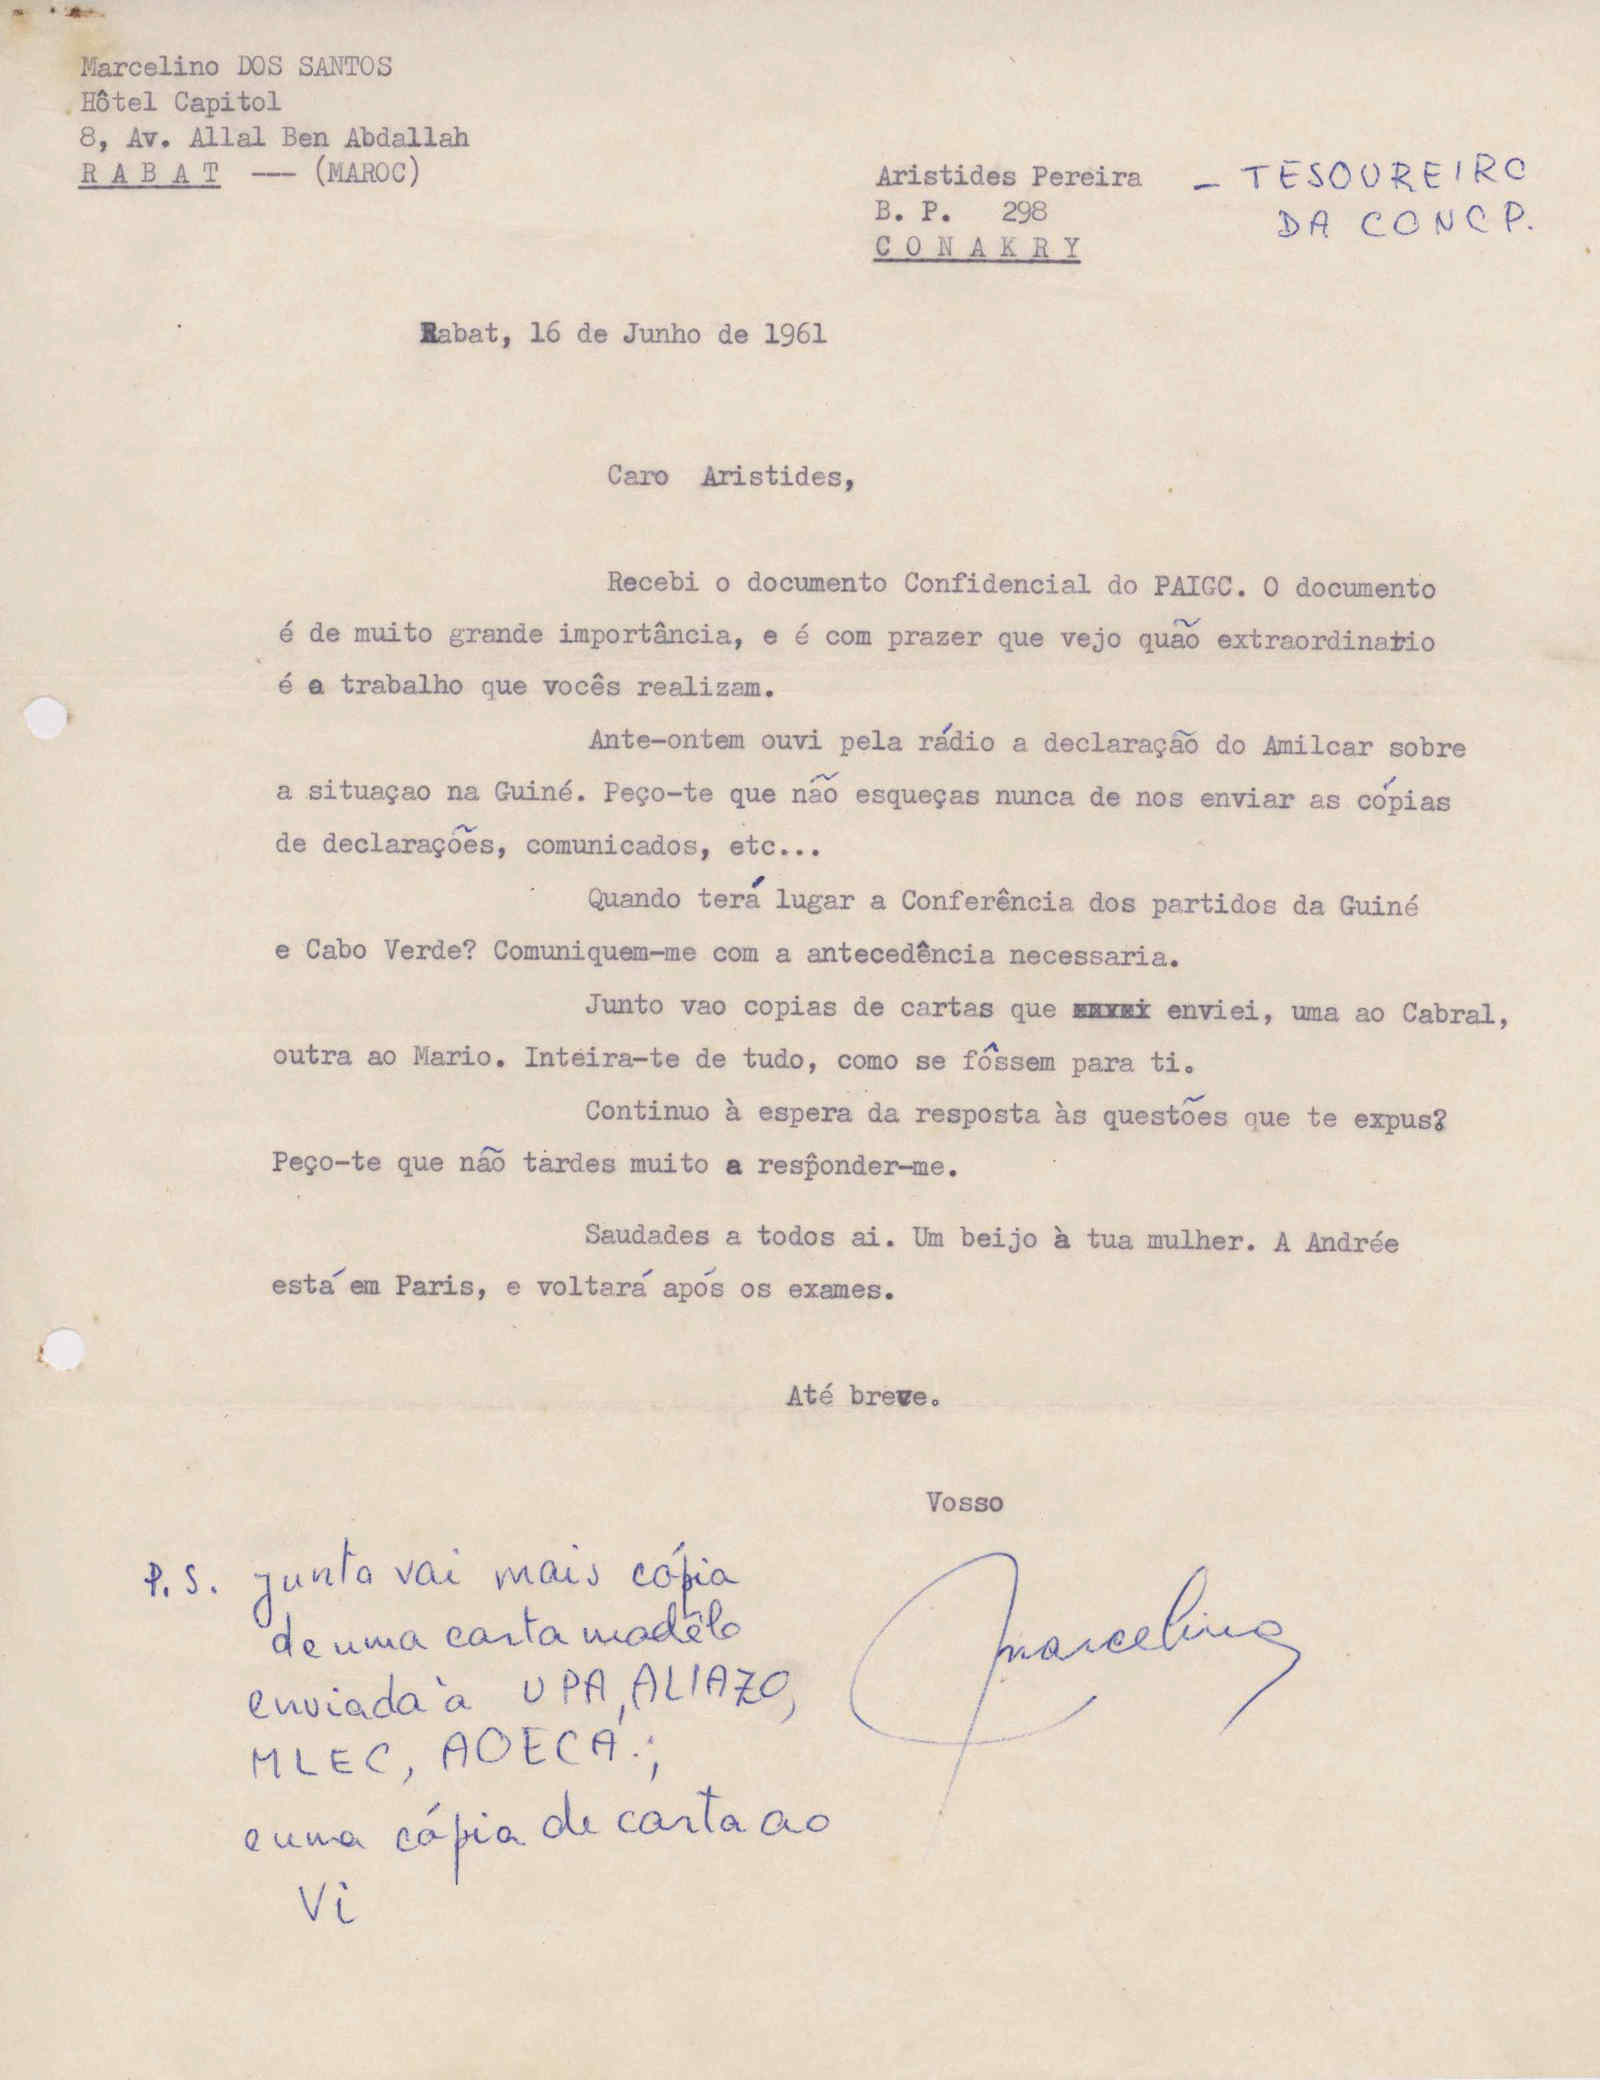 Marcelino DOS SANTOS
Hôtel Capitol
8, Av. Allal Ben Abdallah
R A B A T --- (MAROC)
Aristides Pereira – TESOUREIRO
B. P. 298 DA CONCP.
C O N A K R Y
Rabat, 16 de Junho de 1961
Caro Aristides,
Recebi o documento Confidencial do PAIGC. O documento
é de muito grande importância, e é com prazer que vejo quão extraordinario
é o trabalho que vocês realizam.
Ante-ontem ouvi pela rádio a declaração do Amilcar sobre
a situaçao na Guiné. Peço-te que não esqueças nunca de nos enviar as cópias
de declarações, comunicados, etc...
Quando terá lugar a Conferência dos partidos da Guiné
e Cabo Verde? Comuniquem-me com a antecedência necessaria.
Junto vao copias de cartas que enviei, uma ao Cabral,
outra ao Mario. Inteira-te de tudo, como se fôssem para ti.
Continuo à espera da resposta às questões que te expus?
Peço-te que não tardes muito a responder-me.
Saudades a todos ai. Um beijo à tua mulher. A Andrée
está em Paris, e voltará após os exames.
Até breve.
Vosso
Marcelino
P.S. junto vai mais cópia
de uma carta modêlo
enviada à UPA, ALIAZO,
MLEC, AOECA.;
e uma cópia de carta ao
Vi